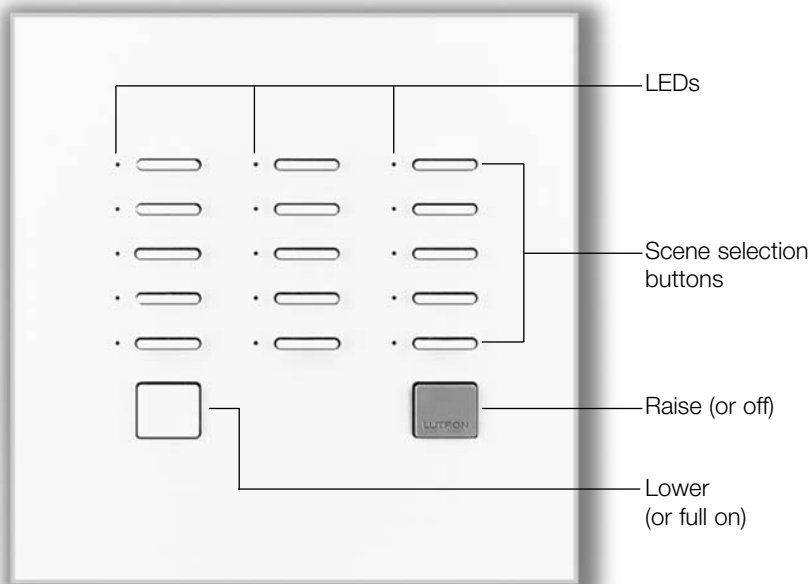 LEDs
Scene selection
buttons
Raise (or off)
LUTRON
Lower
(or full on)